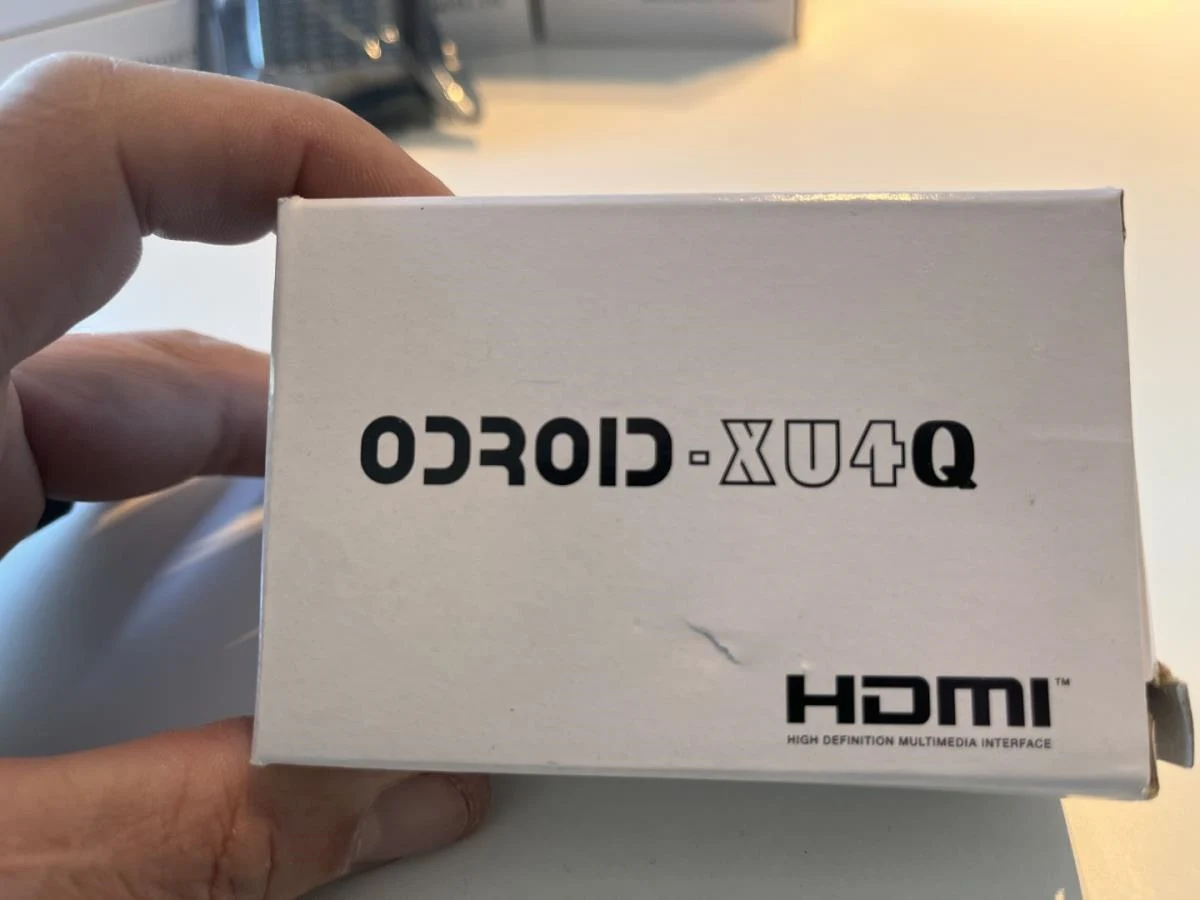 ODROID-XU4Q
HDMI™
HIGH DEFINITION MULTIMEDIA INTERFACE